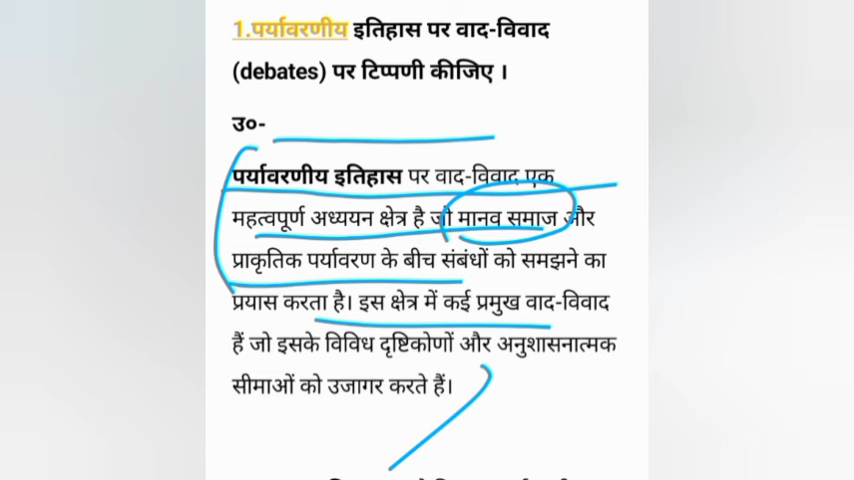 1.पर्यावरणीय इतिहास पर वाद-विवाद
(debates) पर टिप्पणी कीजिए ।
उ०-
पर्यावरणीय इतिहास पर वाद-विवाद एक
महत्वपूर्ण अध्ययन क्षेत्र है जो मानव समाज और
प्राकृतिक पर्यावरण के बीच संबंधों को समझने का
प्रयास करता है। इस क्षेत्र में कई प्रमुख वाद-विवाद
हैं जो इसके विविध दृष्टिकोणों और अनुशासनात्मक
सीमाओं को उजागर करते हैं।